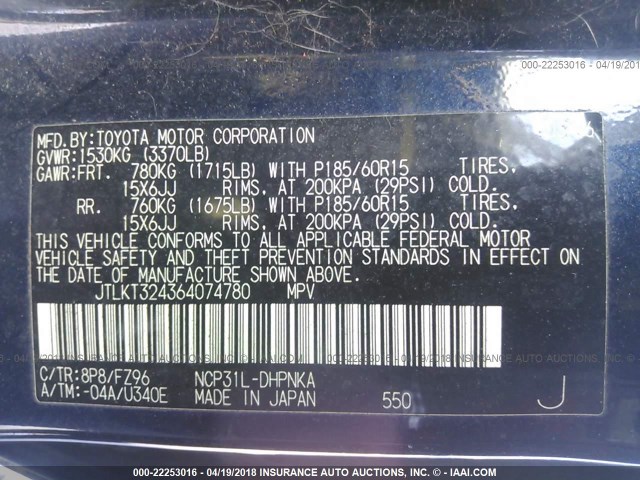 000-22253016 - 04/19/2018
MFD.BY:TOYOTA MOTOR CORPORATION
GVWR:1530KG (3370LB)
GAWR:FRT. 780KG (1715LB) WITH P185/60R15 TIRES,
15X6JJ RIMS, AT 200KPA (29PSI) COLD.
RR. 760KG (1675LB) WITH P185/60R15 TIRES,
15X6JJ RIMS, AT 200KPA (29PSI) COLD.
THIS VEHICLE CONFORMS TO ALL APPLICABLE FEDERAL MOTOR
VEHICLE SAFETY AND THEFT PREVENTION STANDARDS IN EFFECT ON
THE DATE OF MANUFACTURE SHOWN ABOVE.
JTLKT324364074780 MPV
C/TR:8P8/FZ96 NCP31L-DHPNKA
A/TM:-04A/U340E MADE IN JAPAN 550 J
000-22253016 - 04/19/2018 INSURANCE AUTO AUCTIONS, INC. - IAAI.COM